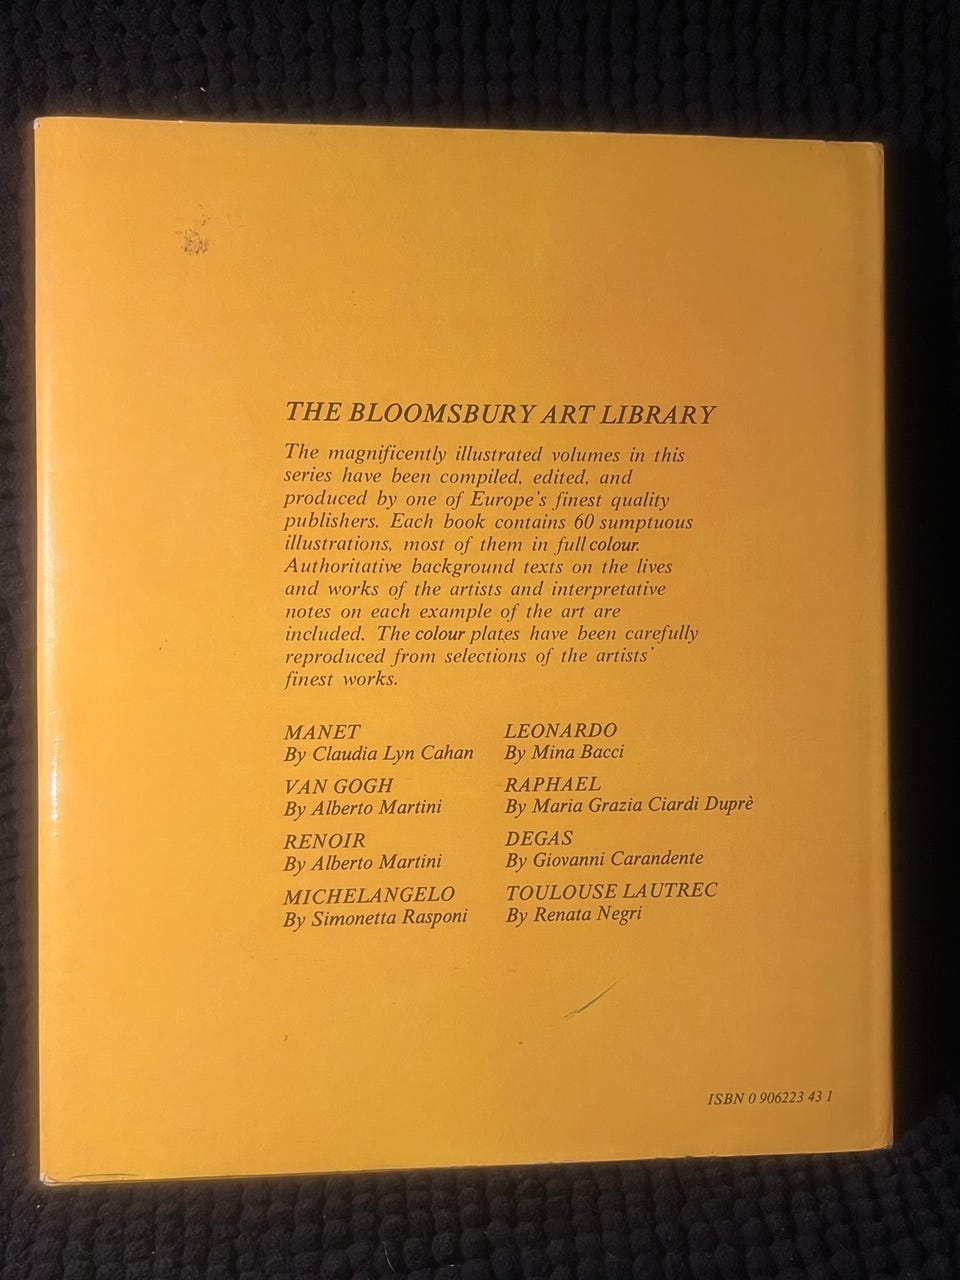 THE BLOOMSBURY ART LIBRARY
The magnificently illustrated volumes in this
series have been compiled, edited, and
produced by one of Europe's finest quality
publishers. Each book contains 60 sumptuous
illustrations, most of them in full colour.
Authoritative background texts on the lives
and works of the artists and interpretative
notes on each example of the art are
included. The colour plates have been carefully
reproduced from selections of the artists'
finest works.
MANET
By Claudia Lyn Cahan
VAN GOGH
By Alberto Martini
RENOIR
By Alberto Martini
MICHELANGELO
By Simonetta Rasponi
LEONARDO
By Mina Bacci
RAPHAEL
By Maria Grazia Ciardi Duprè
DEGAS
By Giovanni Carandente
TOULOUSE LAUTREC
By Renata Negri
ISBN 0 906223 43 1